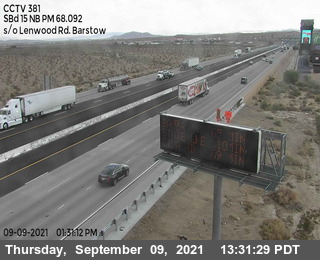 CCTV 381
SBd 15 NB PM 68.092
s/o Lenwood Rd. Barstow
09-09-2021 01:31:12 PM
Thursday, September 09, 2021 13:31:29 PDT